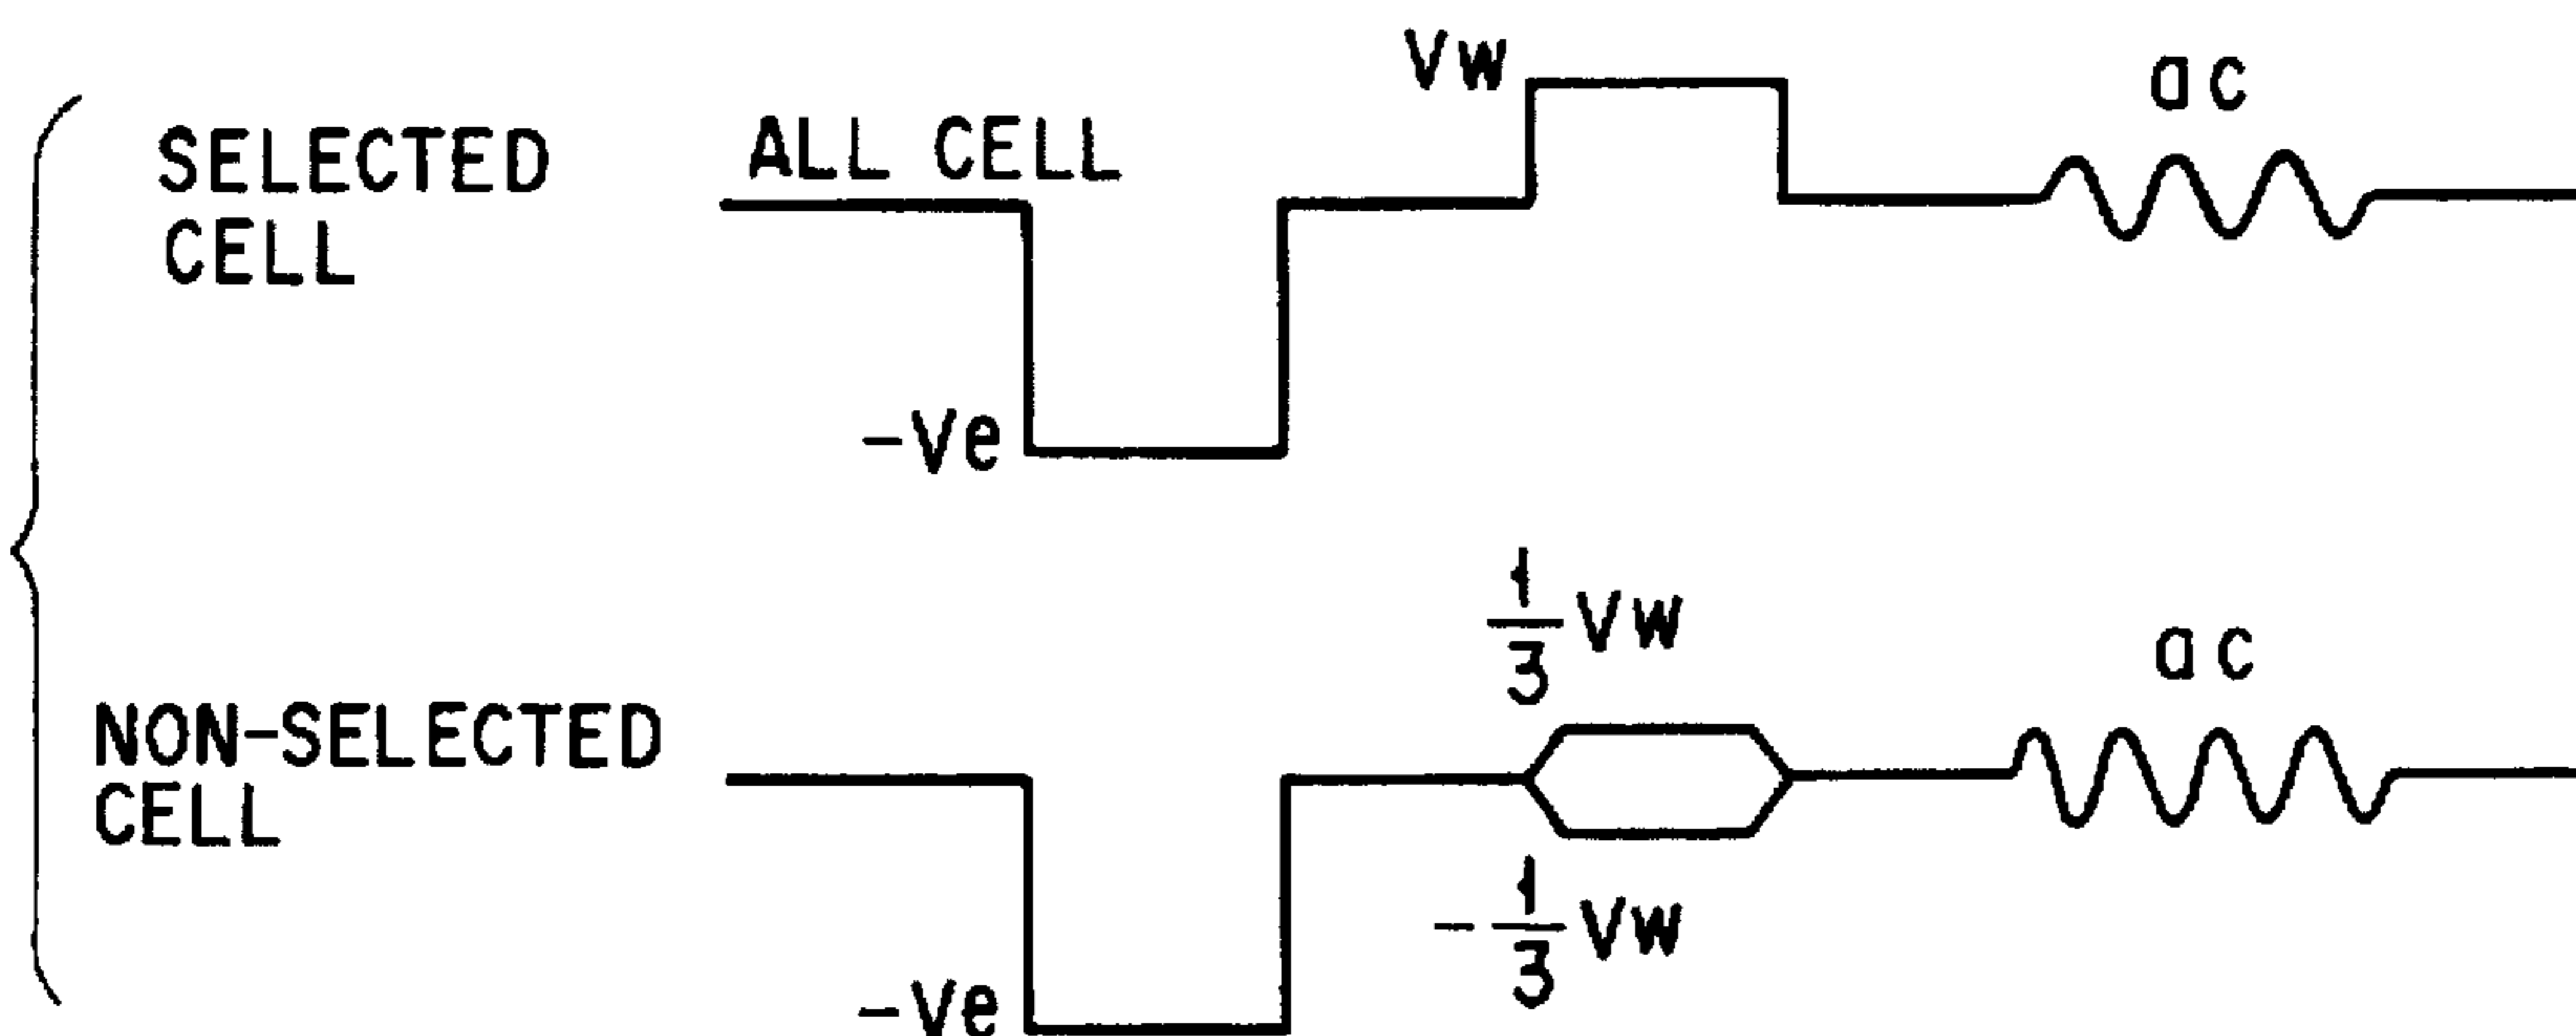 SELECTED
CELL
ALL CELL
Vw
ac
-Ve
NON-SELECTED
CELL
1/3 Vw
ac
-1/3 Vw
-Ve